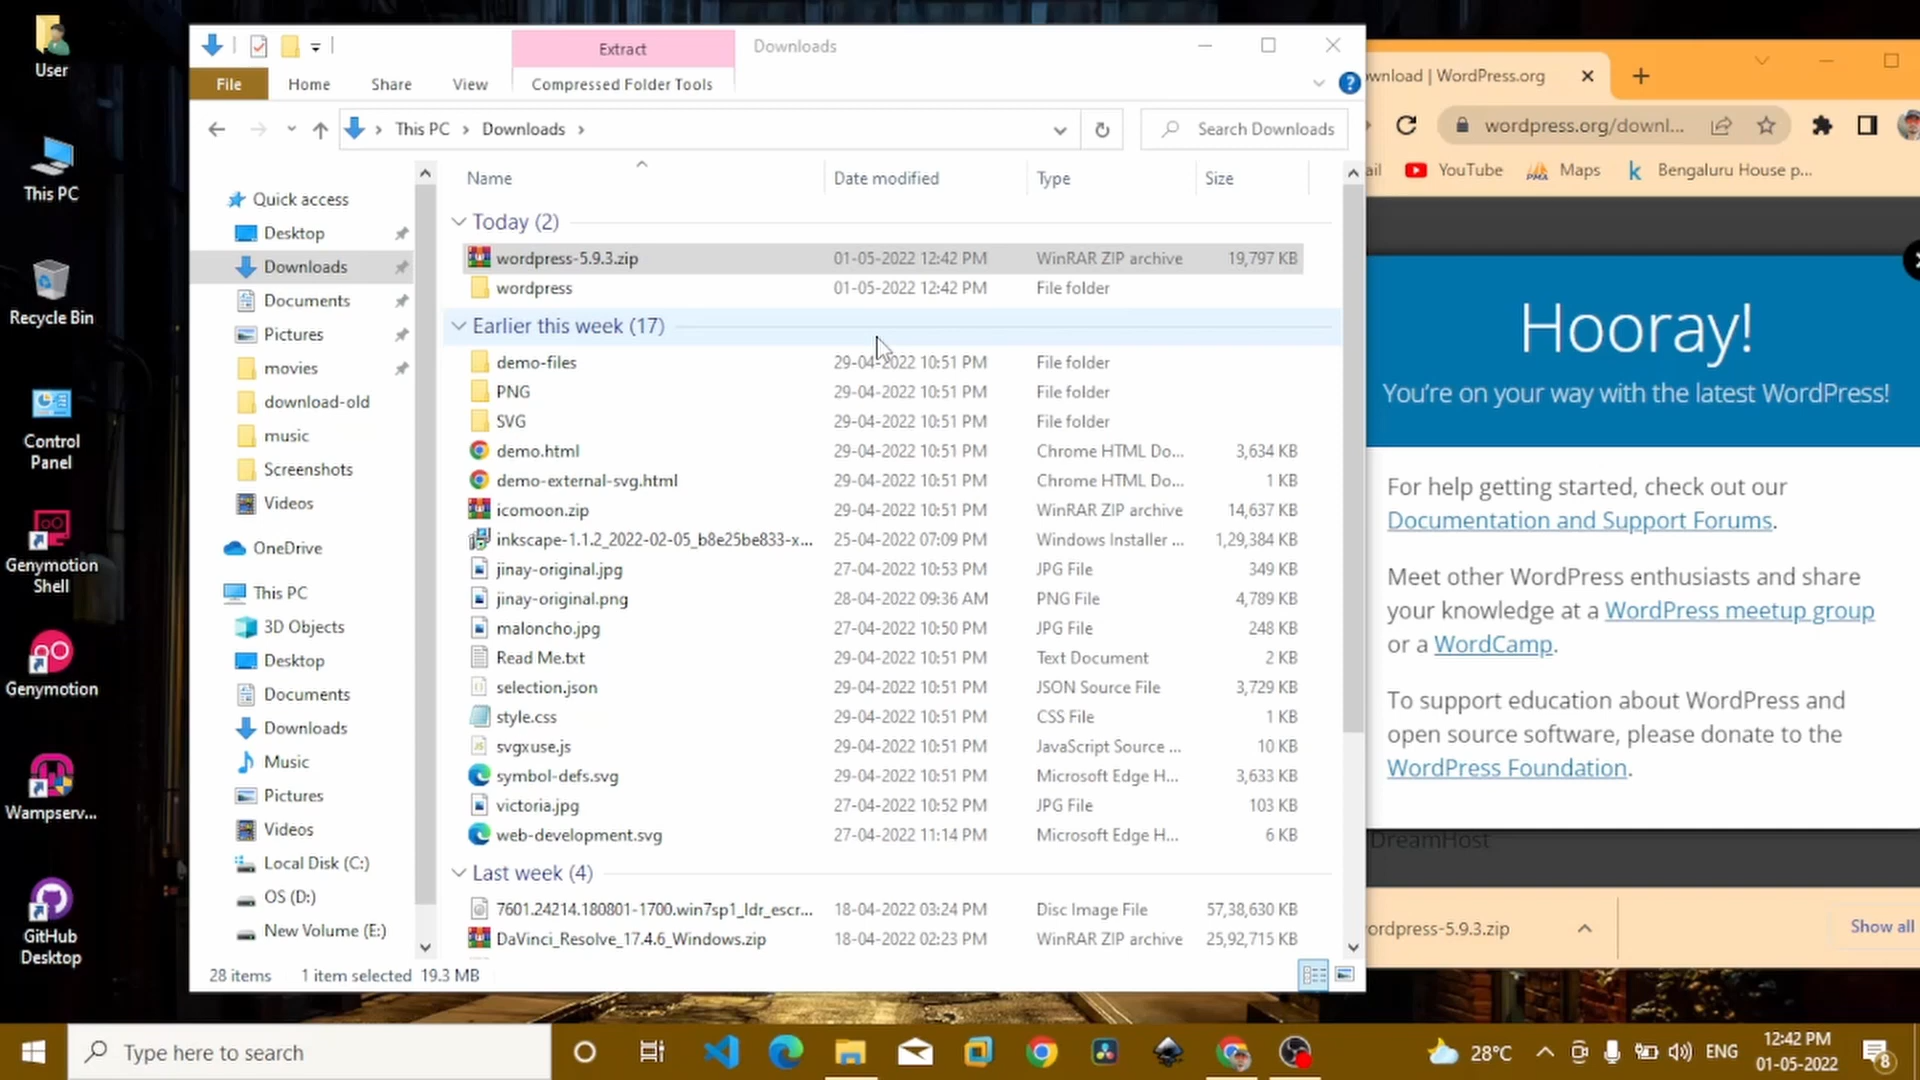 User
This PC
Recycle Bin
Control
Panel
Genymotion
Shell
Genymotion
Wampserv...
GitHub
Desktop
Extract
Downloads
File
Home
Share
View
Compressed Folder Tools
This PC
Downloads
Search Downloads
Quick access
Desktop
Downloads
Documents
Pictures
movies
download-old
music
Screenshots
Videos
OneDrive
This PC
3D Objects
Desktop
Documents
Downloads
Music
Pictures
Videos
Local Disk (C:)
OS (D:)
New Volume (E:)
Name Date modified Type Size
Today (2)
wordpress-5.9.3.zip 01-05-2022 12:42 PM WinRAR ZIP archive 19,797 KB
wordpress 01-05-2022 12:42 PM File folder
Earlier this week (17)
demo-files 29-04-2022 10:51 PM File folder
PNG 29-04-2022 10:51 PM File folder
SVG 29-04-2022 10:51 PM File folder
demo.html 29-04-2022 10:51 PM Chrome HTML Do... 3,634 KB
demo-external-svg.html 29-04-2022 10:51 PM Chrome HTML Do... 1 KB
icomoon.zip 29-04-2022 10:51 PM WinRAR ZIP archive 14,637 KB
inkscape-1.1.2_2022-02-05_b8e25be833-x... 25-04-2022 07:09 PM Windows Installer ... 1,29,384 KB
jinay-original.jpg 27-04-2022 10:53 PM JPG File 349 KB
jinay-original.png 28-04-2022 09:36 AM PNG File 4,789 KB
maloncho.jpg 27-04-2022 10:50 PM JPG File 248 KB
Read Me.txt 29-04-2022 10:51 PM Text Document 2 KB
selection.json 29-04-2022 10:51 PM JSON Source File 3,729 KB
style.css 29-04-2022 10:51 PM CSS File 1 KB
svgxuse.js 29-04-2022 10:51 PM JavaScript Source ... 10 KB
symbol-defs.svg 29-04-2022 10:51 PM Microsoft Edge H... 3,633 KB
victoria.jpg 27-04-2022 10:52 PM JPG File 103 KB
web-development.svg 27-04-2022 11:14 PM Microsoft Edge H... 6 KB
Last week (4)
7601.24214.180801-1700.win7sp1_ldr_escr... 18-04-2022 03:24 PM Disc Image File 57,38,630 KB
DaVinci_Resolve_17.4.6_Windows.zip 18-04-2022 02:23 PM WinRAR ZIP archive 25,92,715 KB
28 items 1 item selected 19.3 MB
ownload | WordPress.org
wordpress.org/downl...
ail YouTube Maps Bengaluru House p...
Hooray!
You're on your way with the latest WordPress!
For help getting started, check out our
Documentation and Support Forums.
Meet other WordPress enthusiasts and share
your knowledge at a WordPress meetup group
or a WordCamp.
To support education about WordPress and
open source software, please donate to the
WordPress Foundation.
DreamHost
ordpress-5.9.3.zip
Show all
Type here to search
28°C
ENG
12:42 PM
01-05-2022
8